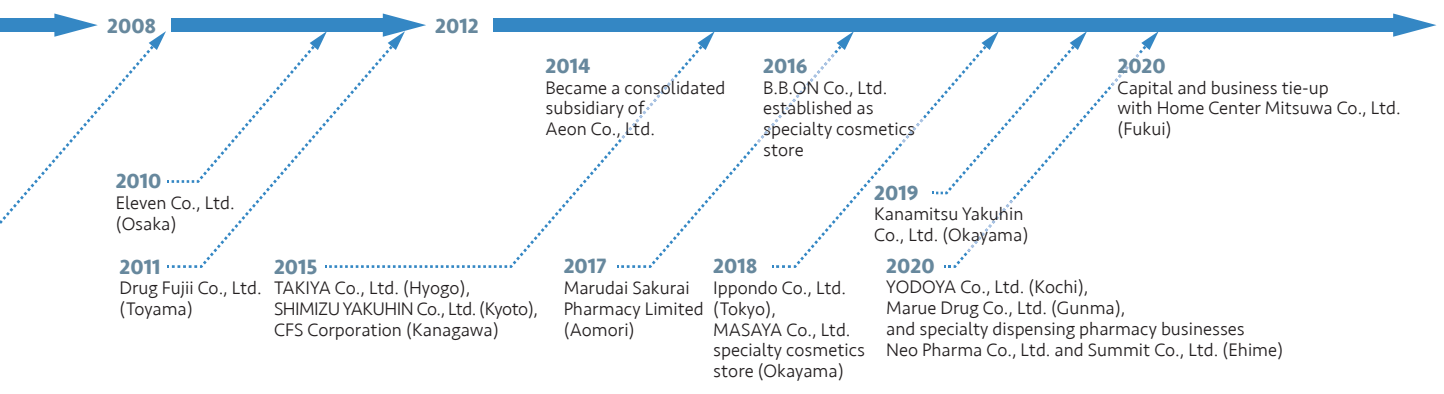 2008
2012
2014
Became a consolidated
subsidiary of
Aeon Co., Ltd.
2016
B.B.ON Co., Ltd.
established as
specialty cosmetics
store
2020
Capital and business tie-up
with Home Center Mitsuwa Co., Ltd.
(Fukui)
2010
Eleven Co., Ltd.
(Osaka)
2019
Kanamitsu Yakuhin
Co., Ltd. (Okayama)
2011
Drug Fujii Co., Ltd.
(Toyama)
2015
TAKIYA Co., Ltd. (Hyogo),
SHIMIZU YAKUHIN Co., Ltd. (Kyoto),
CFS Corporation (Kanagawa)
2017
Marudai Sakurai
Pharmacy Limited
(Aomori)
2018
Ippondo Co., Ltd.
(Tokyo),
MASAYA Co., Ltd.
specialty cosmetics
store (Okayama)
2020
YODOYA Co., Ltd. (Kochi),
Marue Drug Co., Ltd. (Gunma),
and specialty dispensing pharmacy businesses
Neo Pharma Co., Ltd. and Summit Co., Ltd. (Ehime)